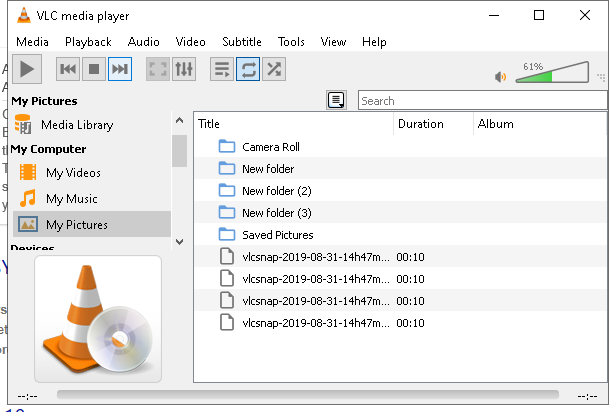 VLC media player
Media Playback Audio Video Subtitle Tools View Help
61%
My Pictures
Media Library
My Computer
My Videos
My Music
My Pictures
Devices
Search
Title Duration Album
Camera Roll
New folder
New folder (2)
New folder (3)
Saved Pictures
vlcsnap-2019-08-31-14h47m... 00:10
vlcsnap-2019-08-31-14h47m... 00:10
vlcsnap-2019-08-31-14h47m... 00:10
vlcsnap-2019-08-31-14h47m... 00:10
--:-- --:--